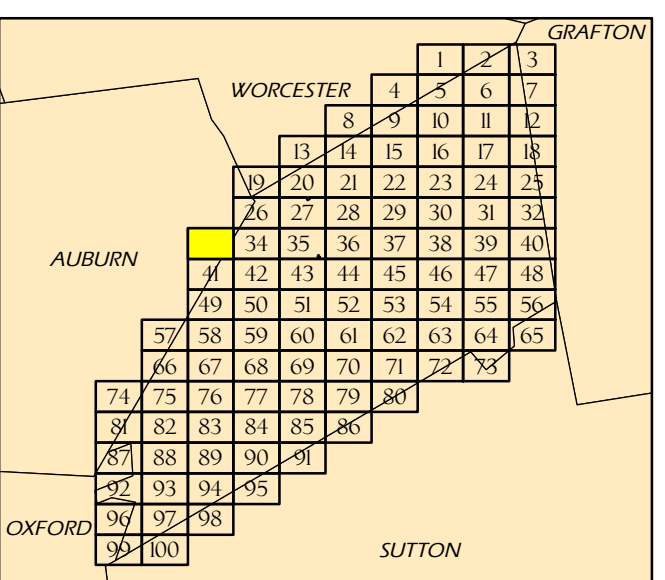 GRAFTON
1 2 3
WORCESTER 4 5 6 7
8 9 10 11 12
13 14 15 16 17 18
19 20 21 22 23 24 25
26 27 28 29 30 31 32
AUBURN 34 35 36 37 38 39 40
41 42 43 44 45 46 47 48
49 50 51 52 53 54 55 56
57 58 59 60 61 62 63 64 65
66 67 68 69 70 71 72 73
74 75 76 77 78 79 80
81 82 83 84 85 86
87 88 89 90 91
92 93 94 95
OXFORD 96 97 98
99 100 SUTTON